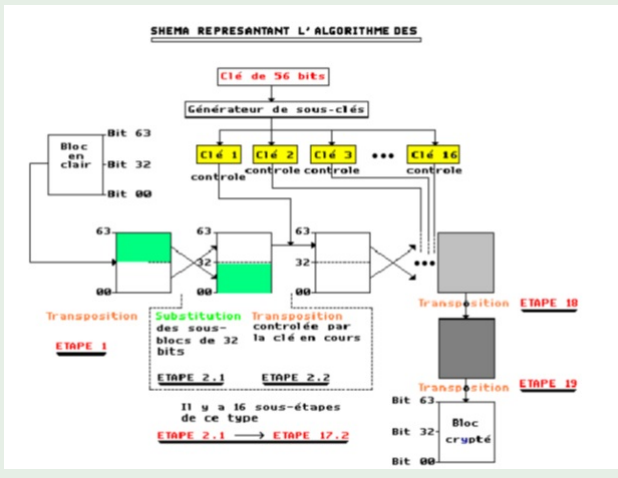 SHEMA REPRESANTANT L'ALGORITHME DES
Clé de 56 bits
Générateur de sous-clés
Clé 1
Clé 2
Clé 3
...
Clé 16
controle
controle
controle
controle
Bloc
en
clair
Bit 63
Bit 32
Bit 00
63
00
63
32
00
63
32
00
...
Transposition
ETAPE 1
Substitution
des sous-
blocs de 32
bits
ETAPE 2.1
Transposition
controlée par
la clé en cours
ETAPE 2.2
Il y a 16 sous-étapes
de ce type
ETAPE 2.1 → ETAPE 17.2
Transposition
ETAPE 18
Transposition
ETAPE 19
Bit 63
Bit 32
Bit 00
Bloc
crypté